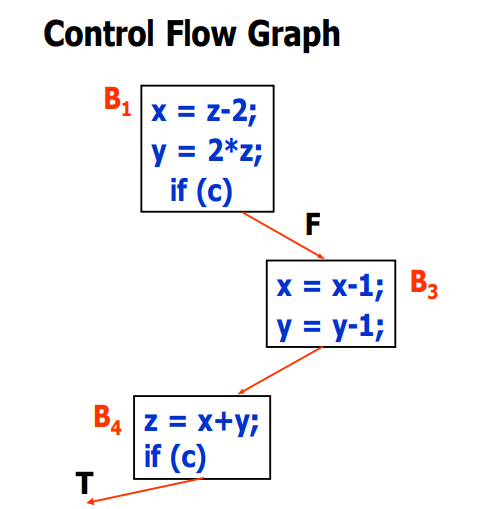 Control Flow Graph
B1
x = z-2;
y = 2*z;
if (c)
F
x = x-1;
y = y-1;
B3
B4
z = x+y;
if (c)
T